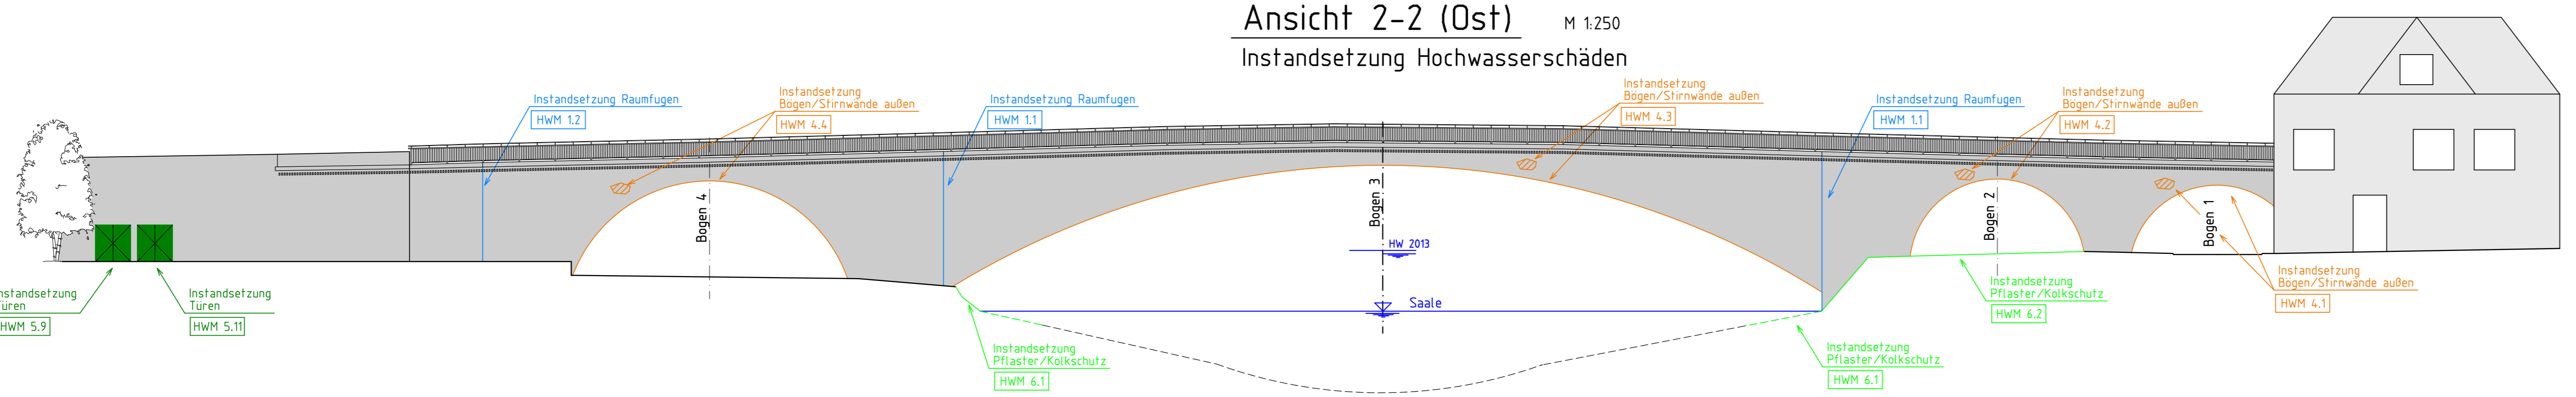 Ansicht 2-2 (Ost) M 1:250
Instandsetzung Hochwasserschäden
Instandsetzung Raumfugen
HWM 1.2
Instandsetzung
Bögen/Stirnwände außen
HWM 4.4
Instandsetzung Raumfugen
HWM 1.1
Instandsetzung
Bögen/Stirnwände außen
HWM 4.3
Instandsetzung Raumfugen
HWM 1.1
Instandsetzung
Bögen/Stirnwände außen
HWM 4.2
Bogen 4
Bogen 3
Bogen 2
Bogen 1
HW 2013
Saale
nstandsetzung
Türen
HWM 5.9
Instandsetzung
Türen
HWM 5.11
Instandsetzung
Pflaster/Kolkschutz
HWM 6.1
Instandsetzung
Pflaster/Kolkschutz
HWM 6.1
Instandsetzung
Pflaster/Kolkschutz
HWM 6.2
Instandsetzung
Bögen/Stirnwände außen
HWM 4.1